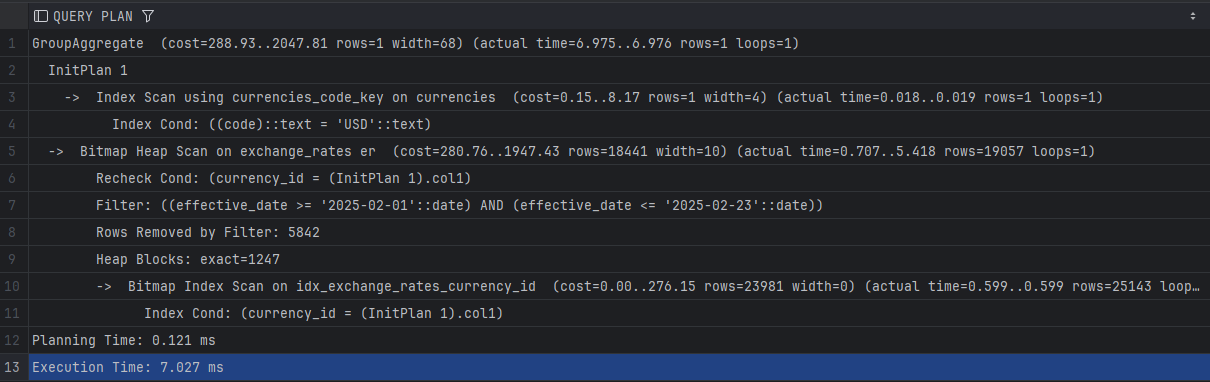 QUERY PLAN
1 GroupAggregate (cost=288.93..2047.81 rows=1 width=68) (actual time=6.975..6.976 rows=1 loops=1)
2 InitPlan 1
3 -> Index Scan using currencies_code_key on currencies (cost=0.15..8.17 rows=1 width=4) (actual time=0.018..0.019 rows=1 loops=1)
4 Index Cond: ((code)::text = 'USD'::text)
5 -> Bitmap Heap Scan on exchange_rates er (cost=280.76..1947.43 rows=18441 width=10) (actual time=0.707..5.418 rows=19057 loops=1)
6 Recheck Cond: (currency_id = (InitPlan 1).col1)
7 Filter: ((effective_date >= '2025-02-01'::date) AND (effective_date <= '2025-02-23'::date))
8 Rows Removed by Filter: 5842
9 Heap Blocks: exact=1247
10 -> Bitmap Index Scan on idx_exchange_rates_currency_id (cost=0.00..276.15 rows=23981 width=0) (actual time=0.599..0.599 rows=25143 loop…
11 Index Cond: (currency_id = (InitPlan 1).col1)
12 Planning Time: 0.121 ms
13 Execution Time: 7.027 ms